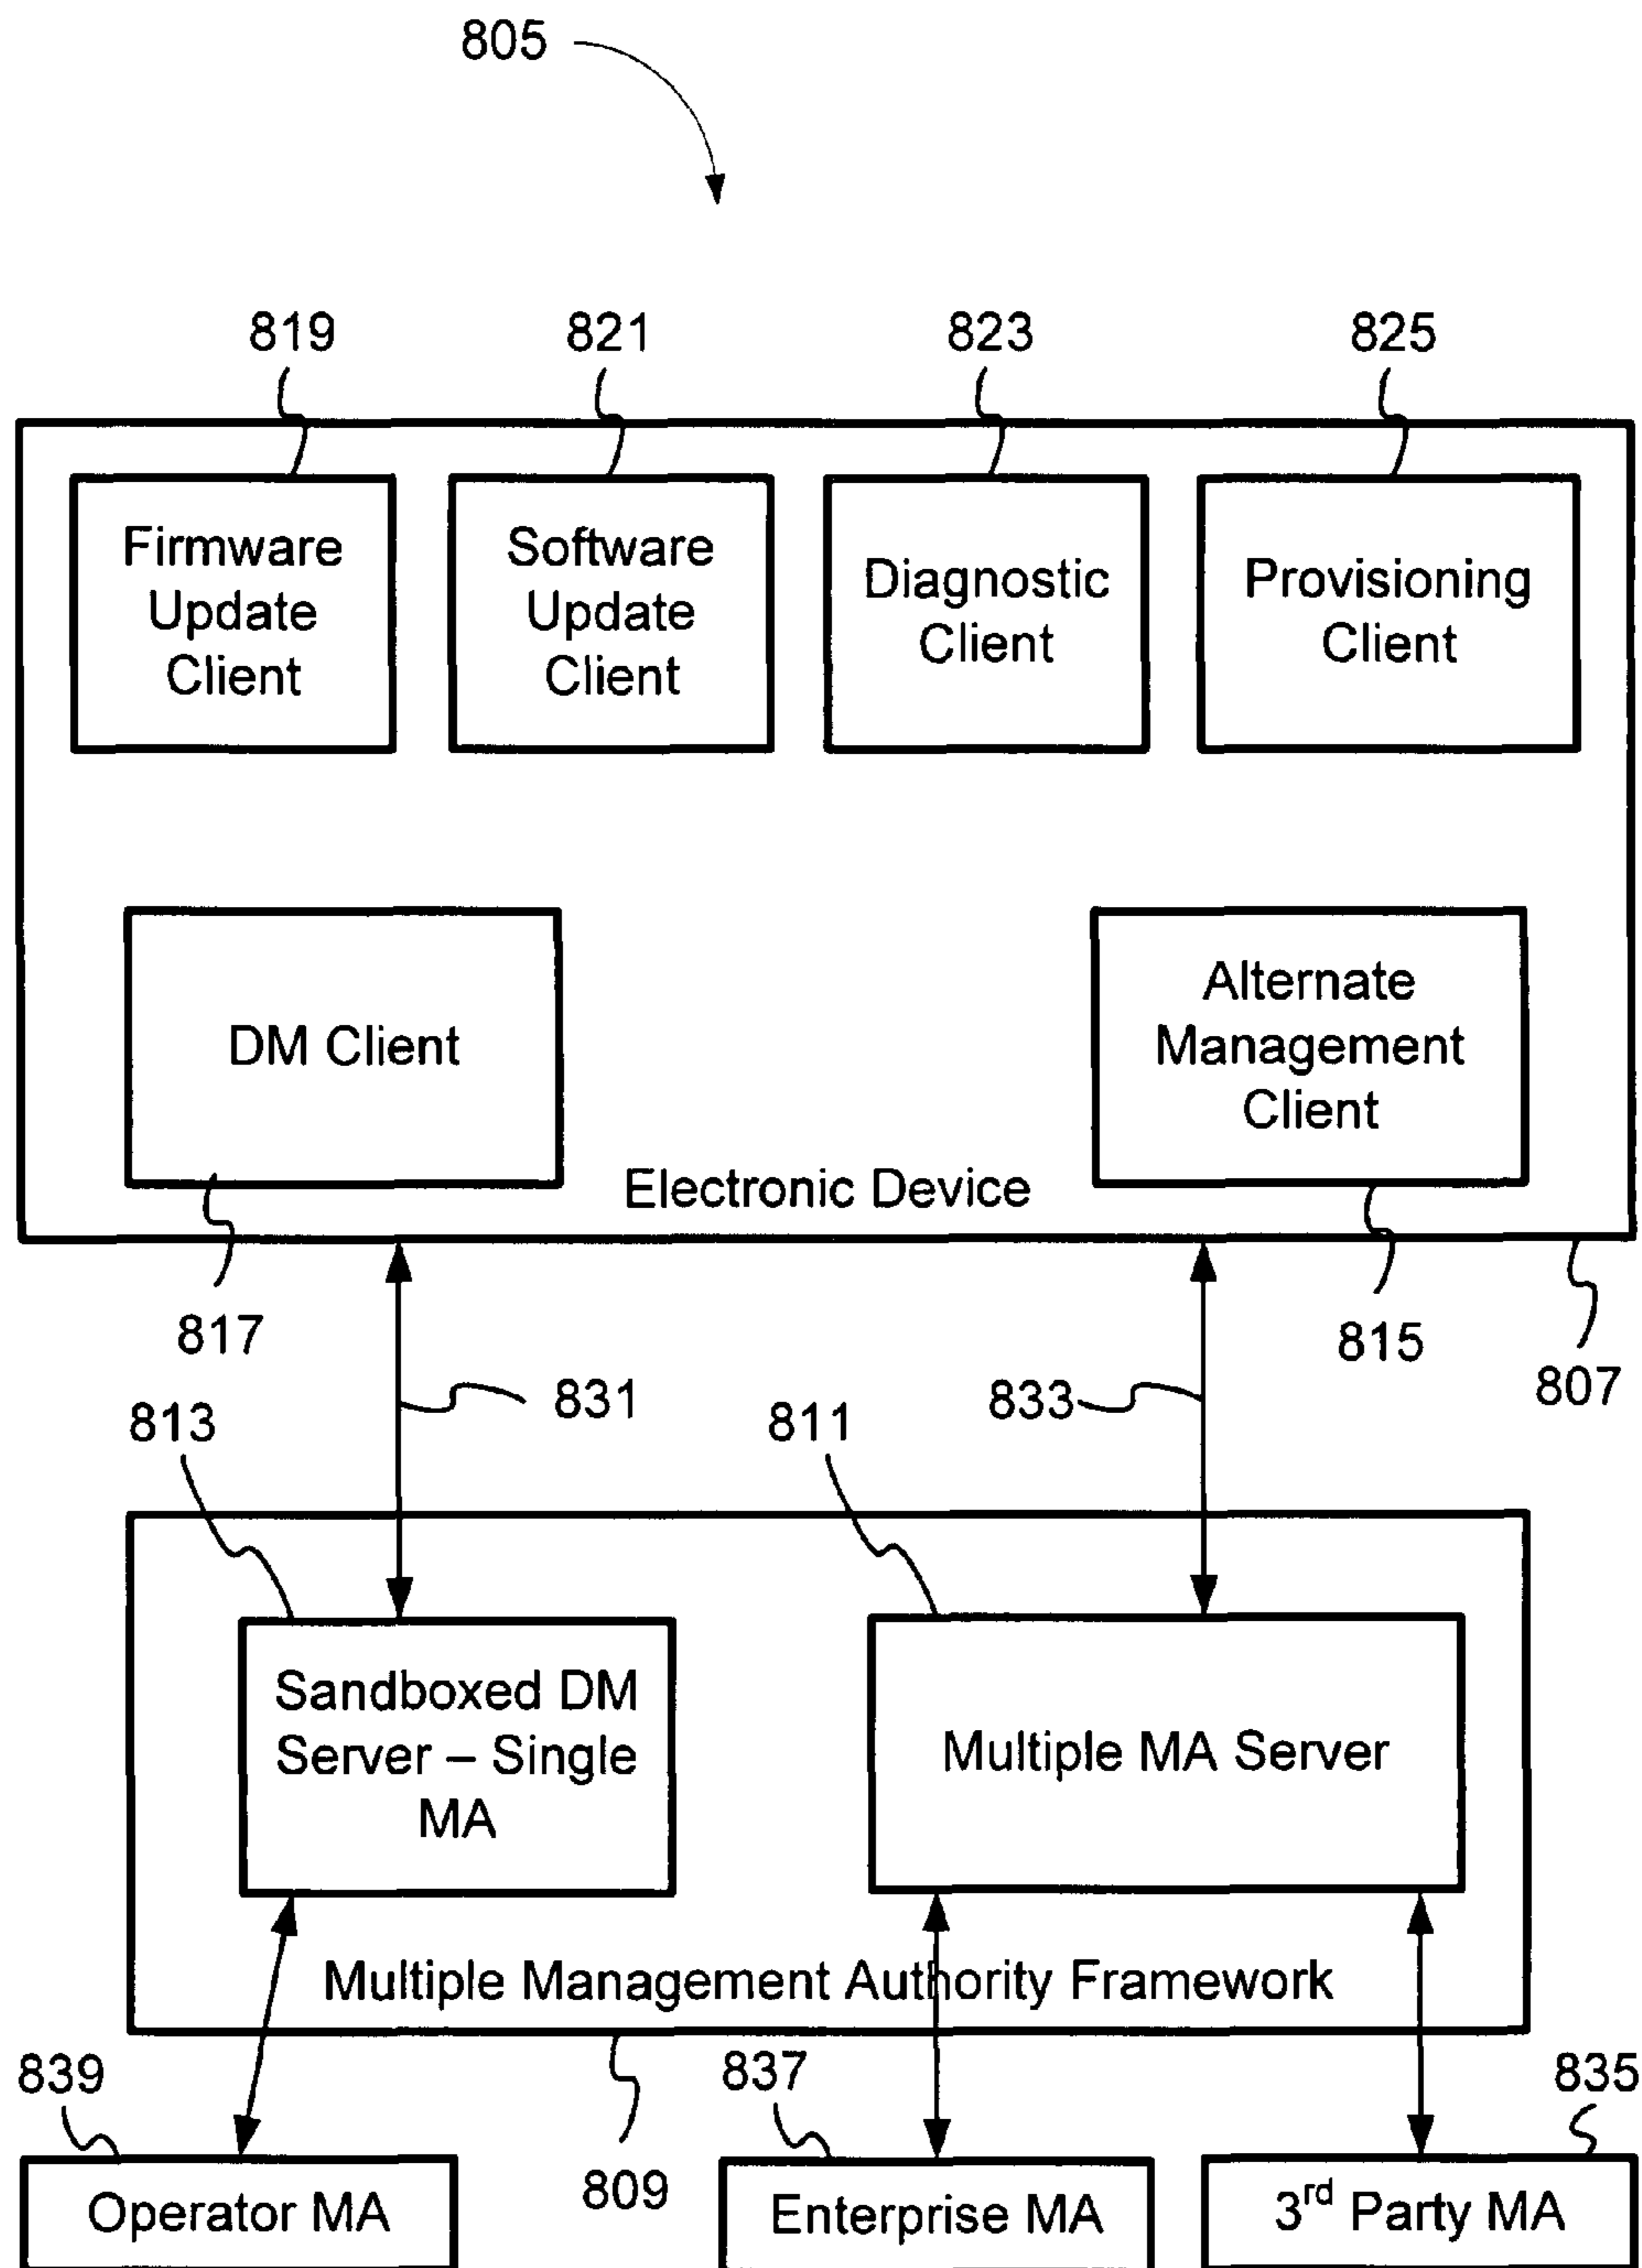 805
819
821
823
825
Firmware
Update
Client
Software
Update
Client
Diagnostic
Client
Provisioning
Client
DM Client
Alternate
Management
Client
Electronic Device
817
815
807
831
833
813
811
Sandboxed DM
Server – Single
MA
Multiple MA Server
Multiple Management Authority Framework
839
837
835
809
Operator MA
Enterprise MA
3rd Party MA